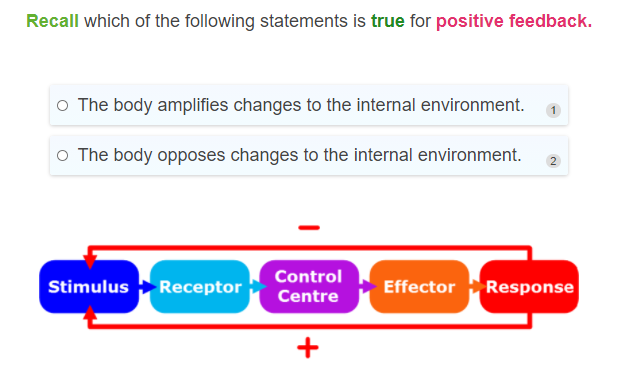 Recall which of the following statements is true for positive feedback.
The body amplifies changes to the internal environment. 1
The body opposes changes to the internal environment. 2
−
Stimulus Receptor Control Centre Effector Response
+